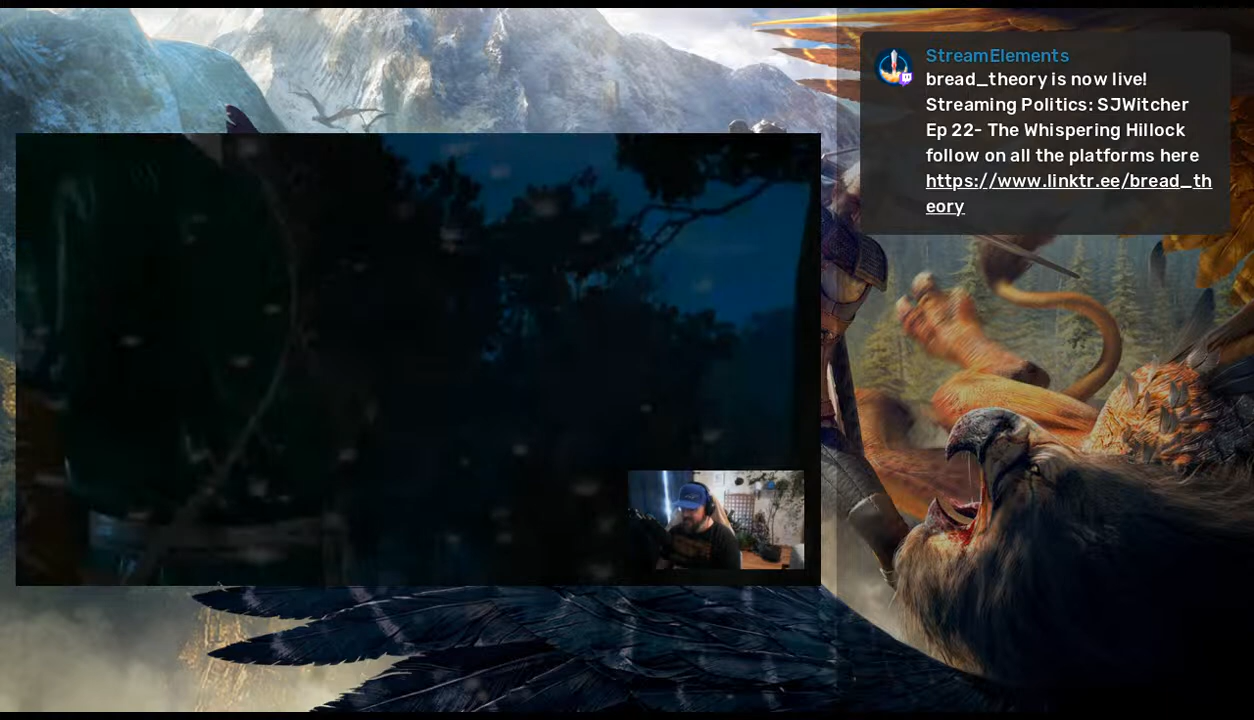 StreamElements
bread_theory is now live!
Streaming Politics: SJWitcher
Ep 22- The Whispering Hillock
follow on all the platforms here
https://www.linktr.ee/bread_th
eory